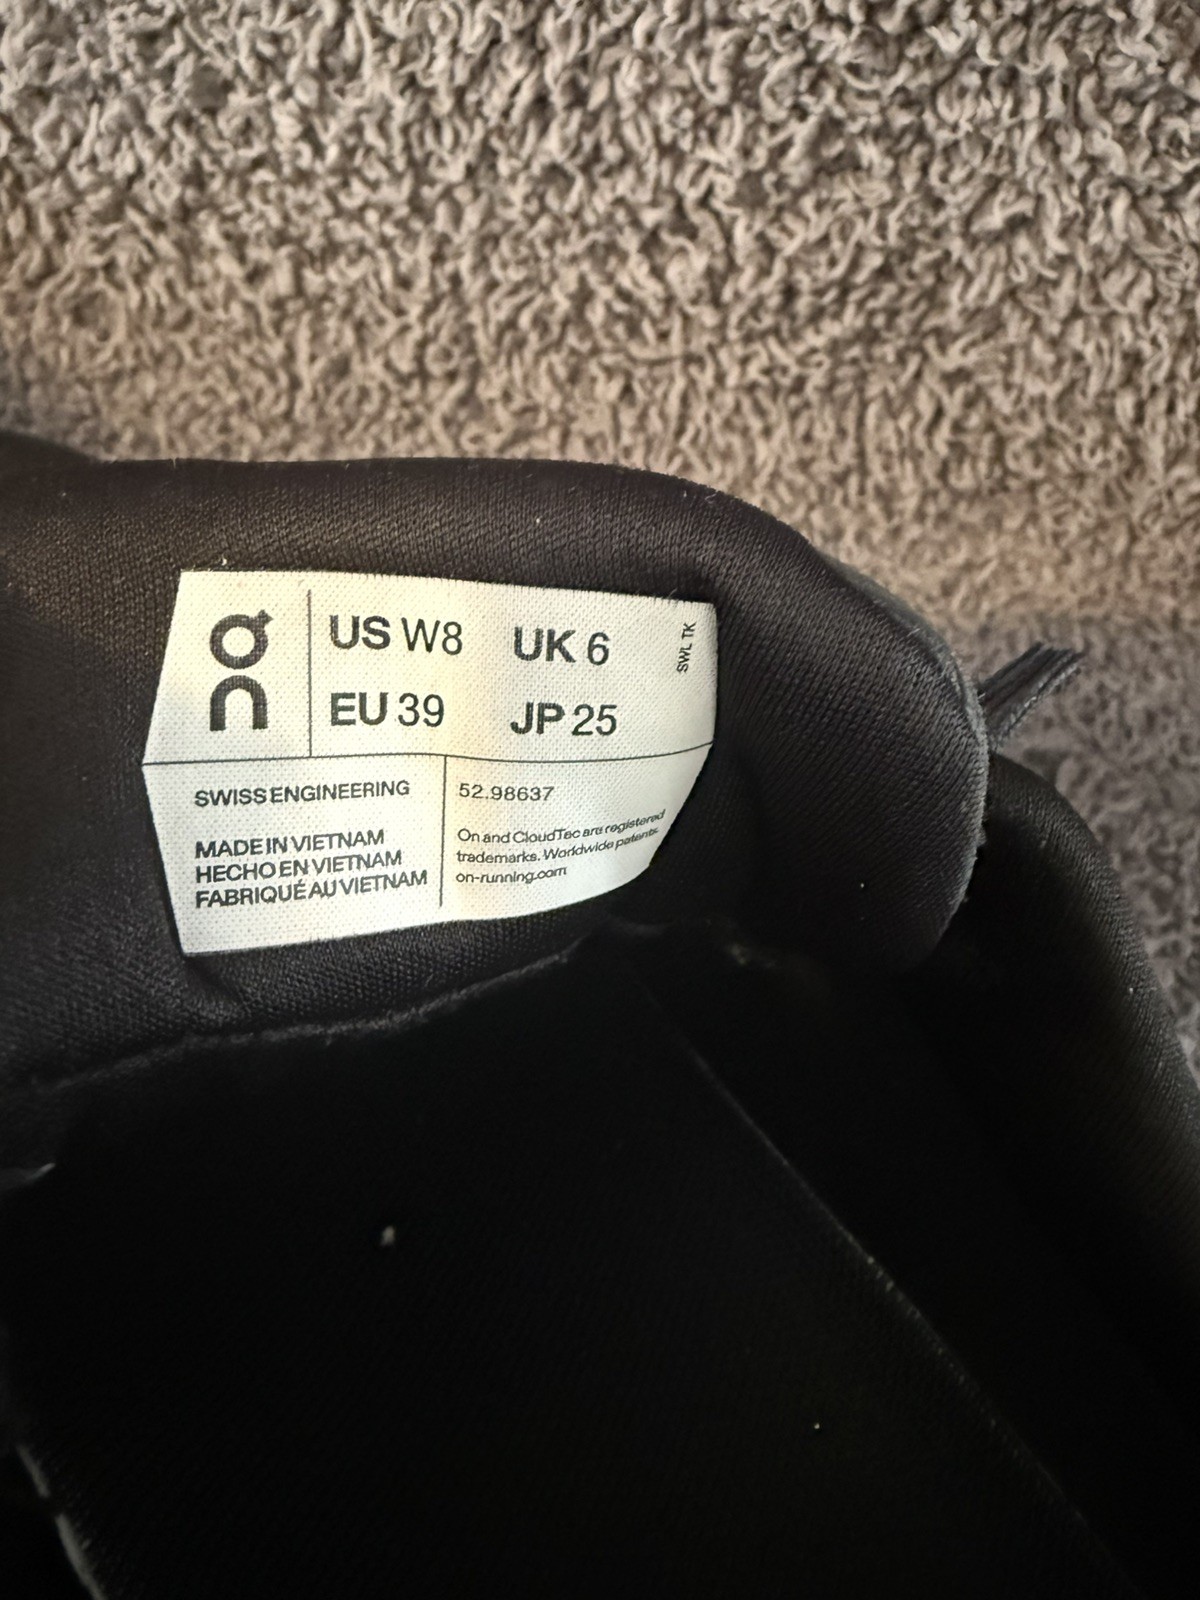 On
US W8 UK 6
EU 39 JP 25
SWL TK
SWISS ENGINEERING
MADE IN VIETNAM
HECHO EN VIETNAM
FABRIQUÉ AU VIETNAM
52.98637
On and CloudTec are registered
trademarks. Worldwide patents.
on-running.com